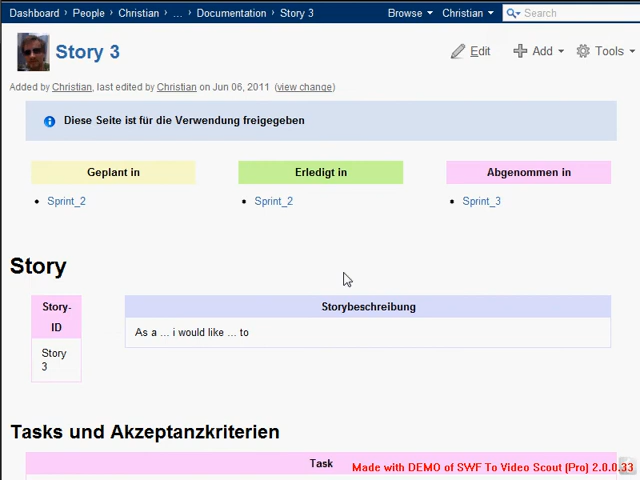 Dashboard > People > Christian > ... > Documentation > Story 3
Browse Christian Search
Story 3
Edit Add Tools
Added by Christian, last edited by Christian on Jun 06, 2011 (view change)
Diese Seite ist für die Verwendung freigegeben
Geplant in Erledigt in Abgenommen in
• Sprint_2 • Sprint_2 • Sprint_3
Story
Story-
ID
Storybeschreibung
Story
3
As a ... i would like ... to
Tasks und Akzeptanzkriterien
Task
Made with DEMO of SWF To Video Scout (Pro) 2.0.0.33